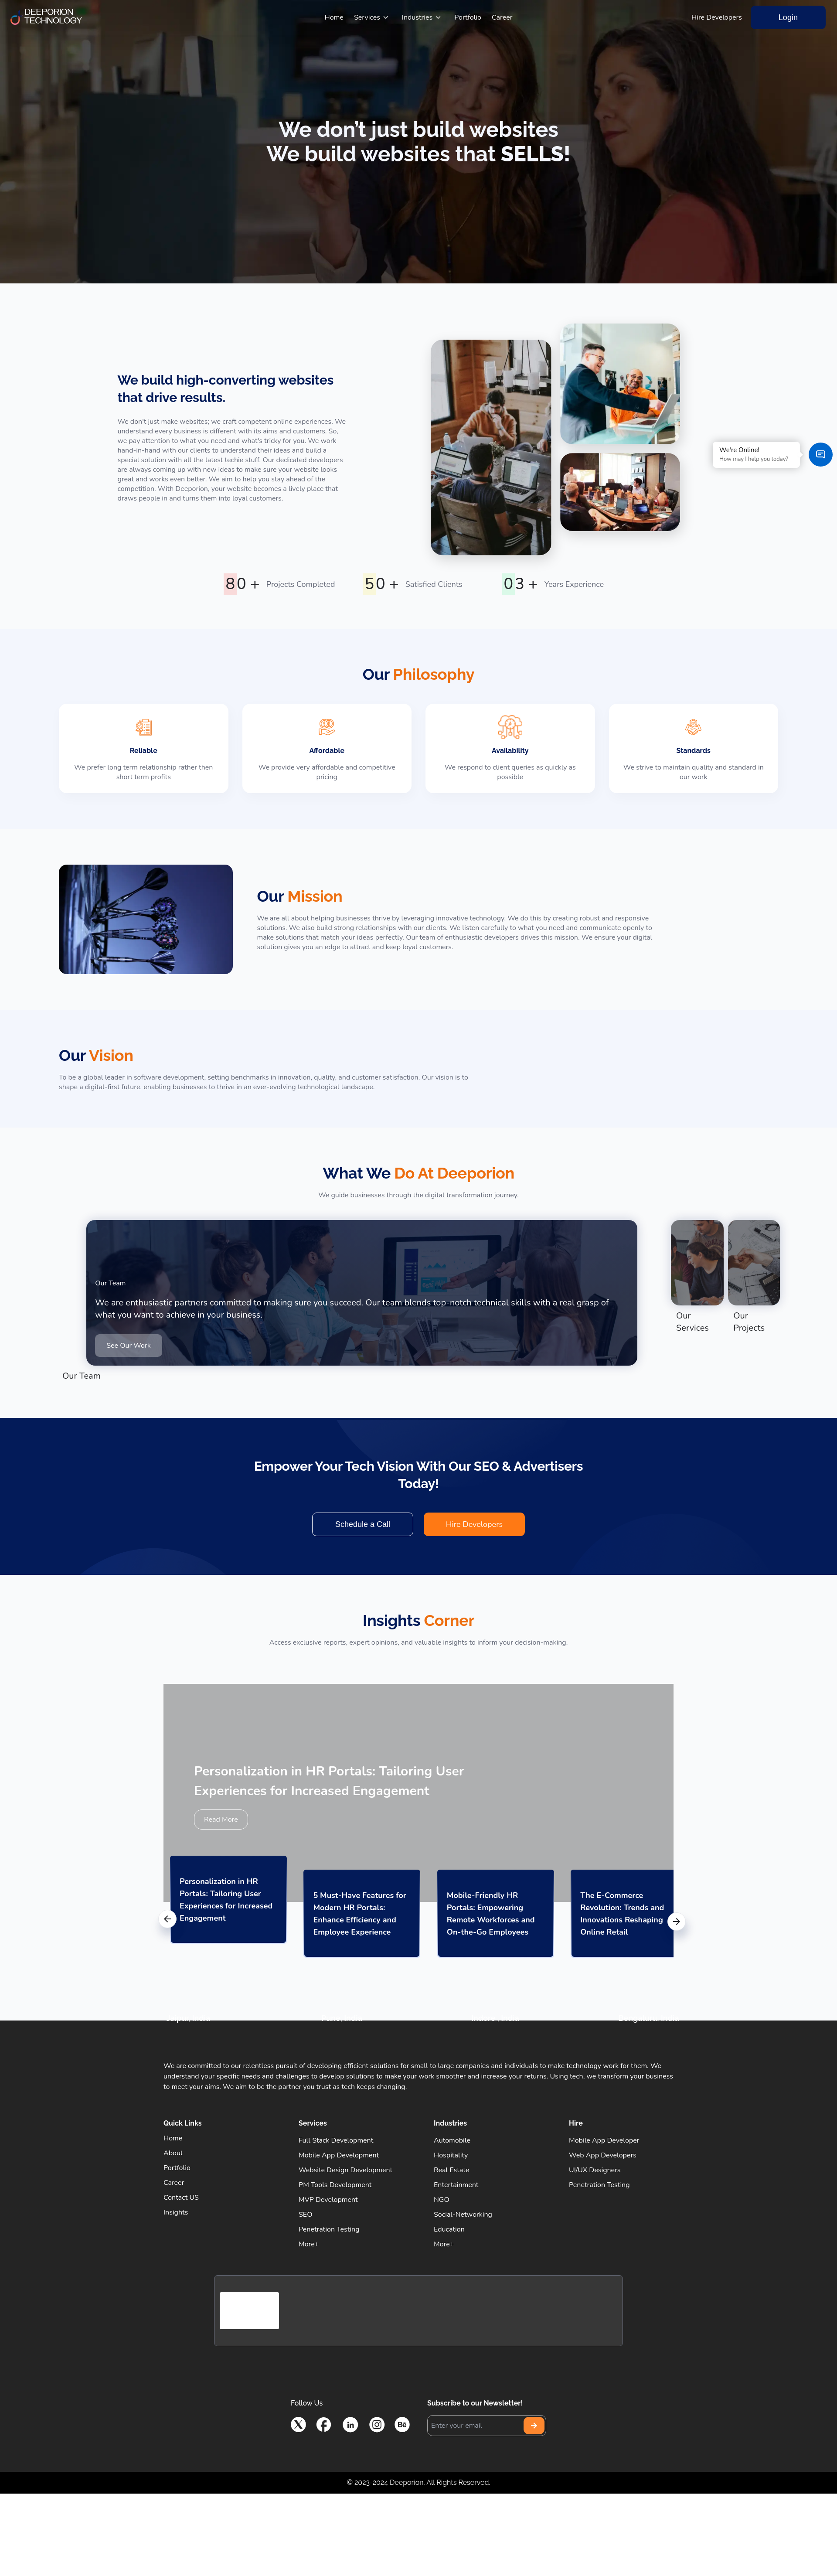 DEEPORION
TECHNOLOGY
Home Services Industries Portfolio Career
Hire Developers Login
We don't just build websites
We build websites that SELLS!
We build high-converting websites
that drive results.
We don't just make websites; we craft competent online experiences. We
understand every business is different with its aims and customers. So,
we pay attention to what you need and what's tricky for you. We work
hand-in-hand with our clients to understand their ideas and build a
special solution with all the latest techie stuff. Our dedicated developers
are always coming up with new ideas to make sure your website looks
great and works even better. We aim to help you stay ahead of the
competition. With Deeporion, your website becomes a lively place that
draws people in and turns them into loyal customers.
We're Online!
How may I help you today?
80 + Projects Completed
50 + Satisfied Clients
03 + Years Experience
Our Philosophy
Reliable
We prefer long term relationship rather then
short term profits
Affordable
We provide very affordable and competitive
pricing
Availability
We respond to client queries as quickly as
possible
Standards
We strive to maintain quality and standard in
our work
Our Mission
We are all about helping businesses thrive by leveraging innovative technology. We do this by creating robust and responsive
solutions. We also build strong relationships with our clients. We listen carefully to what you need and communicate openly to
make solutions that match your ideas perfectly. Our team of enthusiastic developers drives this mission. We ensure your digital
solution gives you an edge to attract and keep loyal customers.
Our Vision
To be a global leader in software development, setting benchmarks in innovation, quality, and customer satisfaction. Our vision is to
shape a digital-first future, enabling businesses to thrive in an ever-evolving technological landscape.
What We Do At Deeporion
We guide businesses through the digital transformation journey.
Our Team
We are enthusiastic partners committed to making sure you succeed. Our team blends top-notch technical skills with a real grasp of
what you want to achieve in your business.
See Our Work
Our Team
Our
Services
Our
Projects
Empower Your Tech Vision With Our SEO & Advertisers
Today!
Schedule a Call
Hire Developers
Insights Corner
Access exclusive reports, expert opinions, and valuable insights to inform your decision-making.
Personalization in HR Portals: Tailoring User
Experiences for Increased Engagement
Read More
Personalization in HR
Portals: Tailoring User
Experiences for Increased
Engagement
5 Must-Have Features for
Modern HR Portals:
Enhance Efficiency and
Employee Experience
Mobile-Friendly HR
Portals: Empowering
Remote Workforces and
On-the-Go Employees
The E-Commerce
Revolution: Trends and
Innovations Reshaping
Online Retail
We are committed to our relentless pursuit of developing efficient solutions for small to large companies and individuals to make technology work for them. We
understand your specific needs and challenges to develop solutions to make your work smoother and increase your returns. Using tech, we transform your business
to meet your aims. We aim to be the partner you trust as tech keeps changing.
Quick Links
Home
About
Portfolio
Career
Contact US
Insights
Services
Full Stack Development
Mobile App Development
Website Design Development
PM Tools Development
MVP Development
SEO
Penetration Testing
More+
Industries
Automobile
Hospitality
Real Estate
Entertainment
NGO
Social-Networking
Education
More+
Hire
Mobile App Developer
Web App Developers
UI/UX Designers
Penetration Testing
Follow Us
Subscribe to our Newsletter!
Enter your email
© 2023-2024 Deeporion. All Rights Reserved.